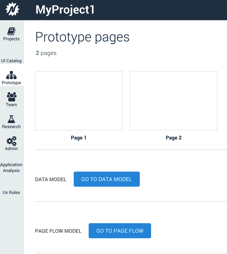 MyProject1
Projects
UI Catalog
Prototype
Team
Research
Admin
Application
Analysis
Ux Rules
Prototype pages
2 pages
Page 1
Page 2
DATA MODEL
GO TO DATA MODEL
PAGE FLOW MODEL
GO TO PAGE FLOW